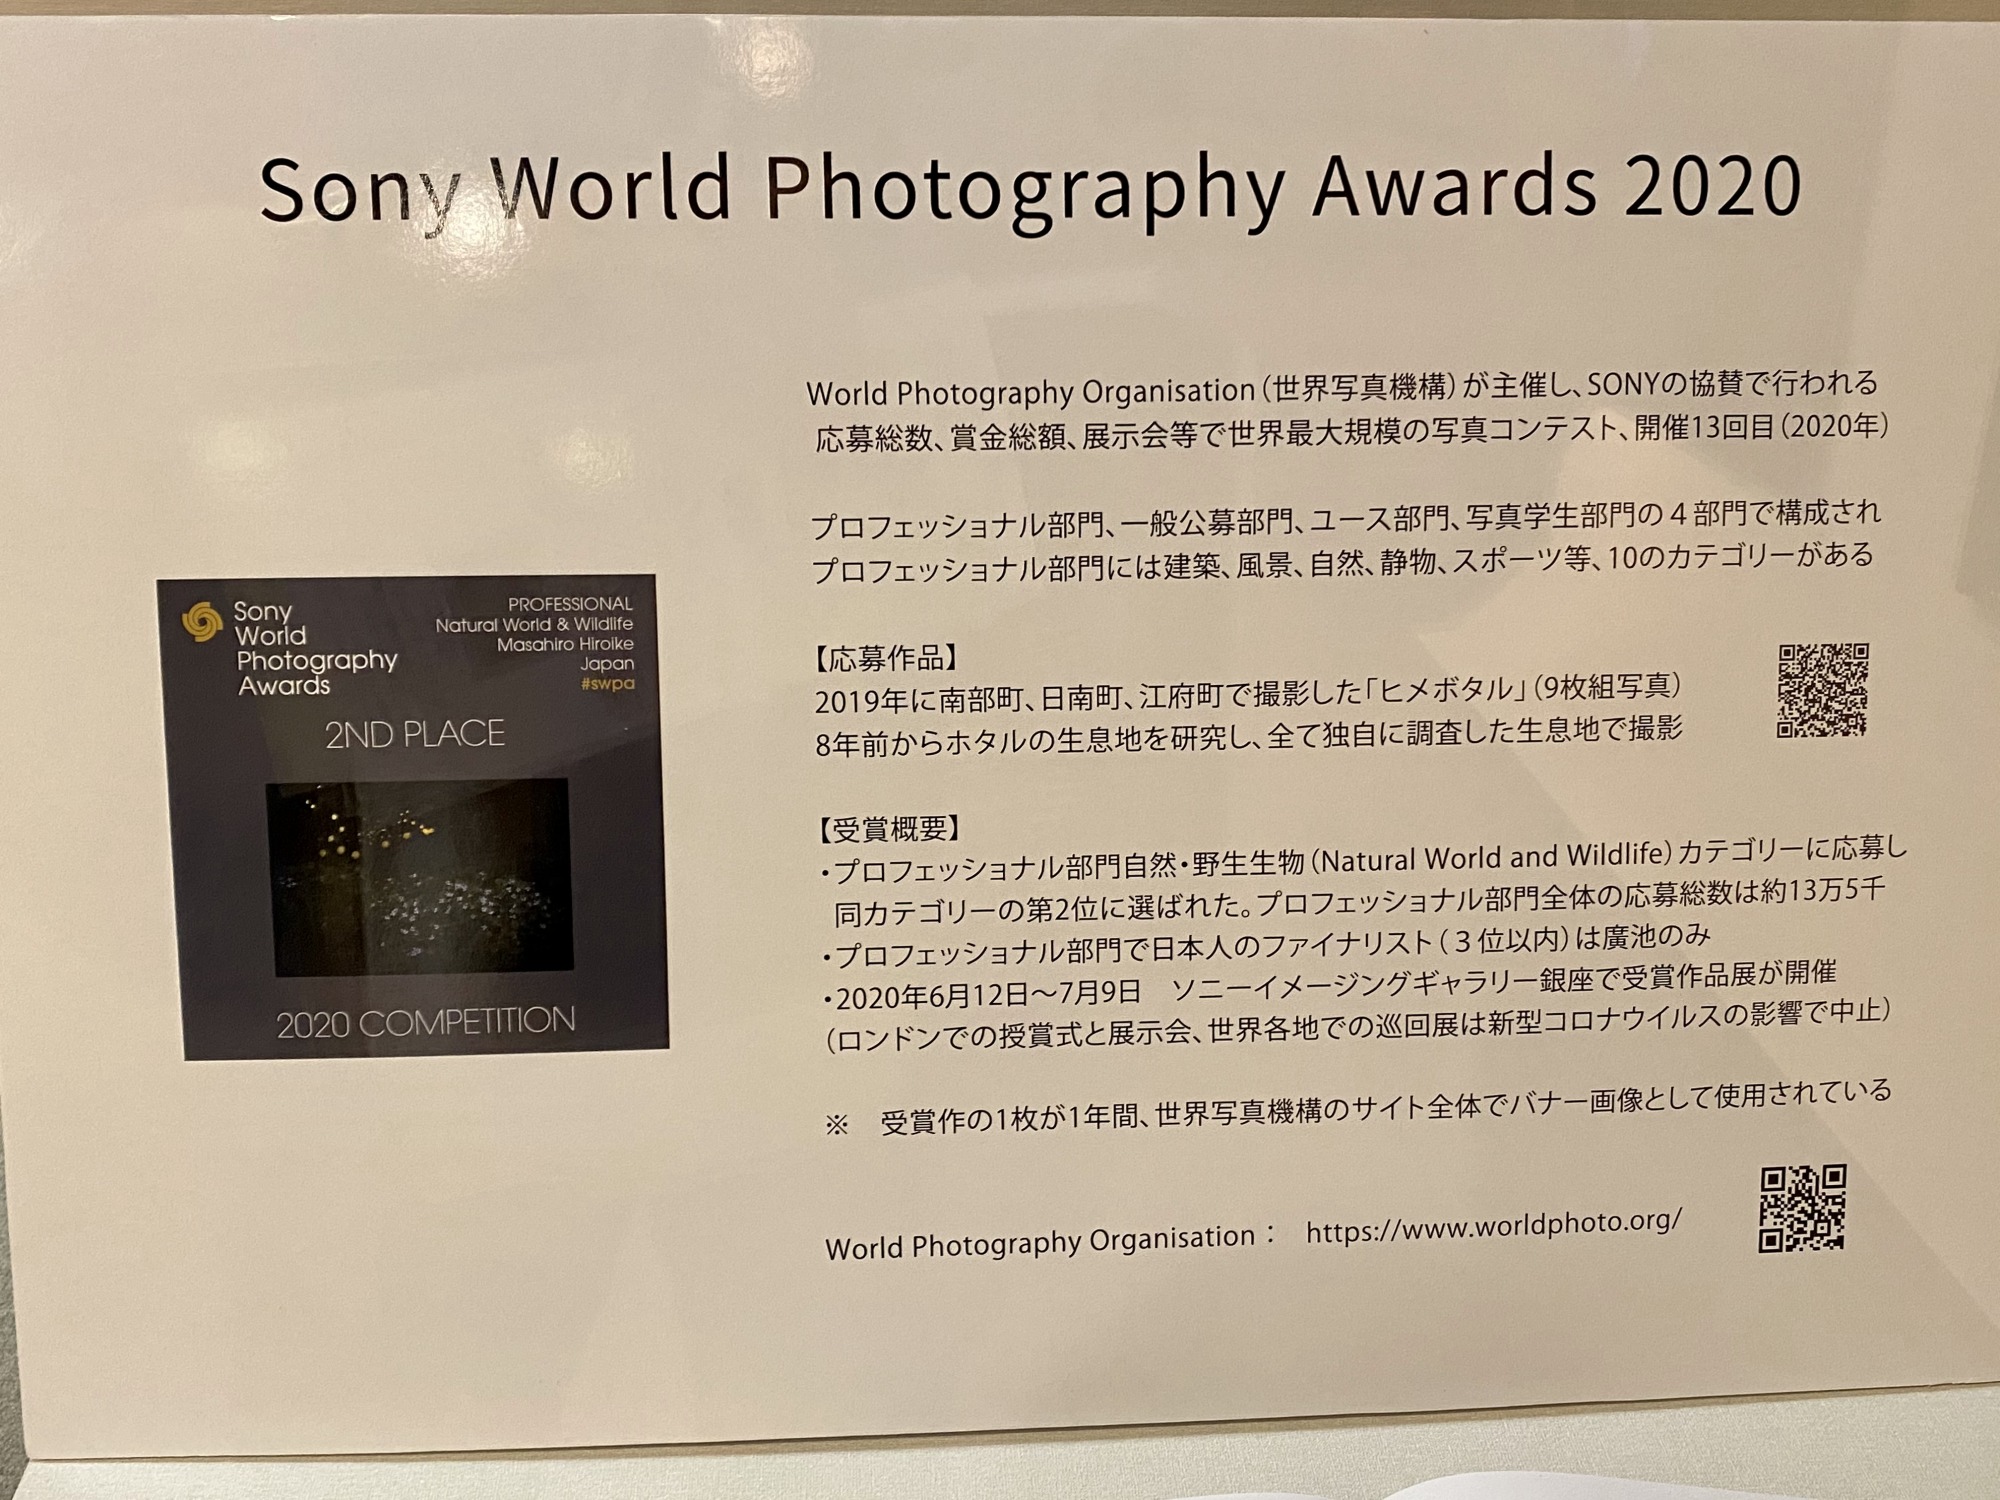 Sony World Photography Awards 2020
World Photography Organisation（世界写真機構）が主催し、SONYの協賛で行われる
応募総数、賞金総額、展示会等で世界最大規模の写真コンテスト、開催13回目（2020年）
プロフェッショナル部門、一般公募部門、ユース部門、写真学生部門の４部門で構成され
プロフェッショナル部門には建築、風景、自然、静物、スポーツ等、10のカテゴリーがある
【応募作品】
2019年に南部町、日南町、江府町で撮影した「ヒメボタル」（9枚組写真）
8年前からホタルの生息地を研究し、全て独自に調査した生息地で撮影
【受賞概要】
・プロフェッショナル部門自然・野生生物（Natural World and Wildlife）カテゴリーに応募し
同カテゴリーの第2位に選ばれた。プロフェッショナル部門全体の応募総数は約13万5千
・プロフェッショナル部門で日本人のファイナリスト（３位以内）は廣池のみ
・2020年6月12日～7月9日　ソニーイメージングギャラリー銀座で受賞作品展が開催
（ロンドンでの授賞式と展示会、世界各地での巡回展は新型コロナウイルスの影響で中止）
※　受賞作の1枚が1年間、世界写真機構のサイト全体でバナー画像として使用されている
World Photography Organisation：　https://www.worldphoto.org/
Sony
World
Photography
Awards
PROFESSIONAL
Natural World & Wildlife
Masahiro Hiroike
Japan
#swpa
2ND PLACE
2020 COMPETITION